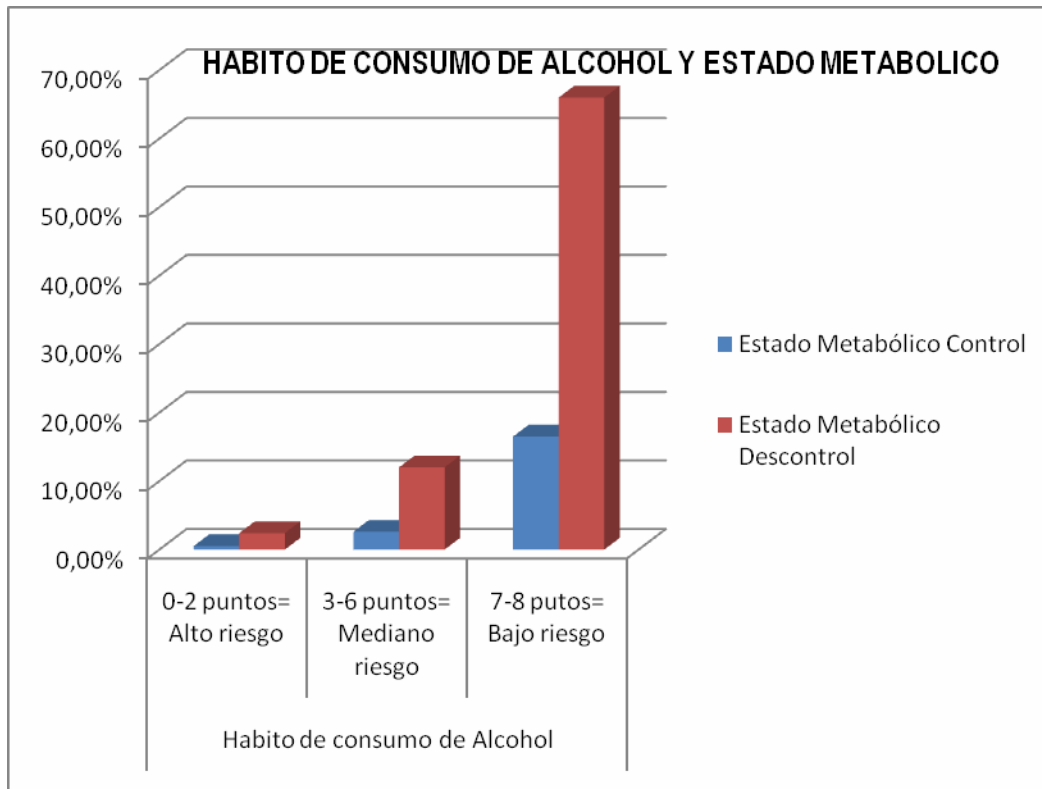 HABITO DE CONSUMO DE ALCOHOL Y ESTADO METABOLICO
70,00%
60,00%
50,00%
40,00%
30,00%
20,00%
10,00%
0,00%
0-2 puntos=
Alto riesgo
3-6 puntos=
Mediano
riesgo
7-8 putos=
Bajo riesgo
Habito de consumo de Alcohol
Estado Metabólico Control
Estado Metabólico
Descontrol